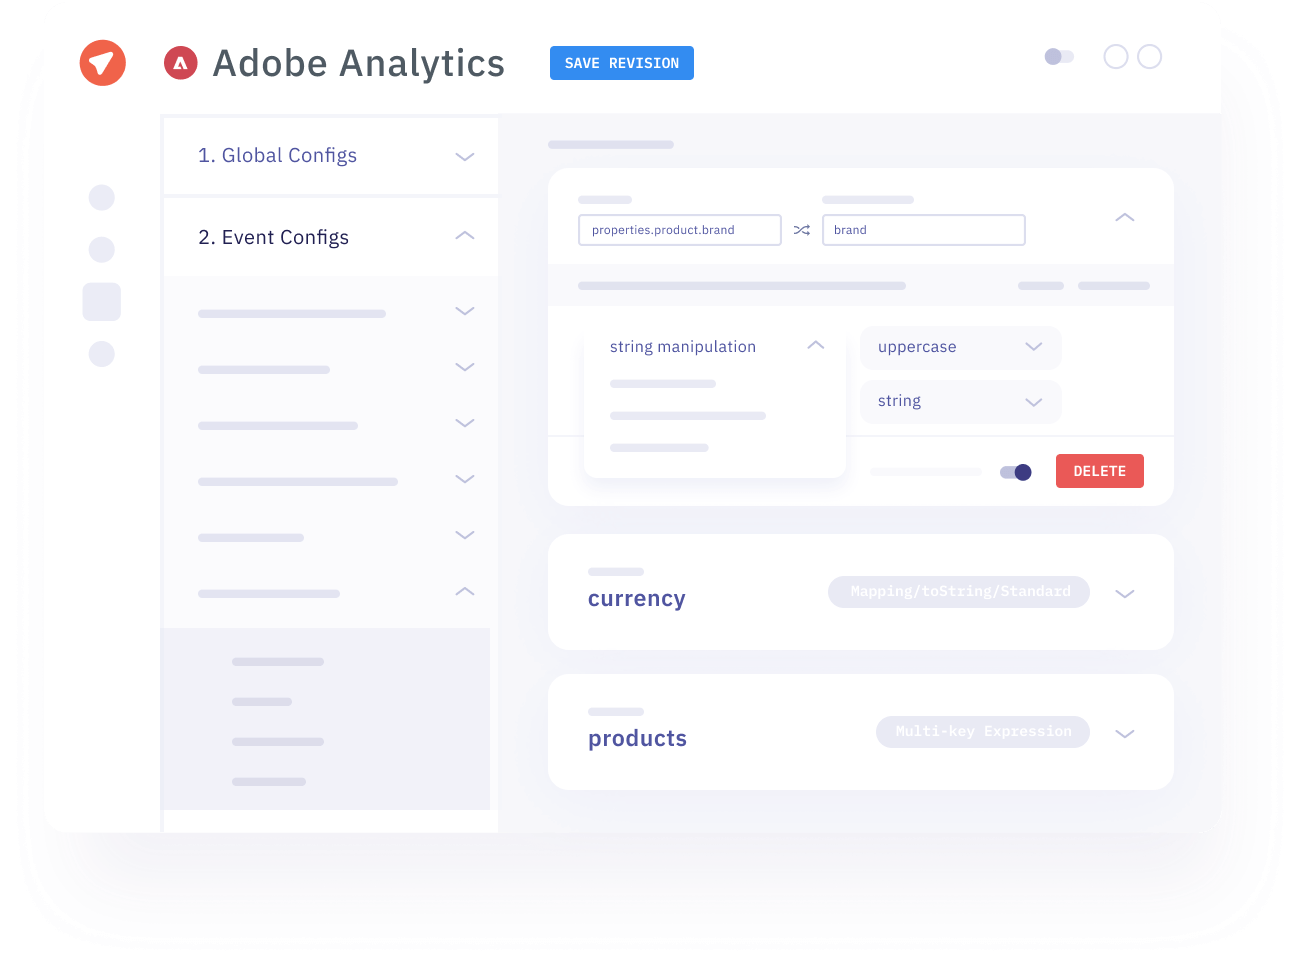 Adobe Analytics
SAVE REVISION
1. Global Configs
2. Event Configs
properties.product.brand
brand
string manipulation
uppercase
string
DELETE
currency
Mapping/toString/Standard
products
Multi-key Expression